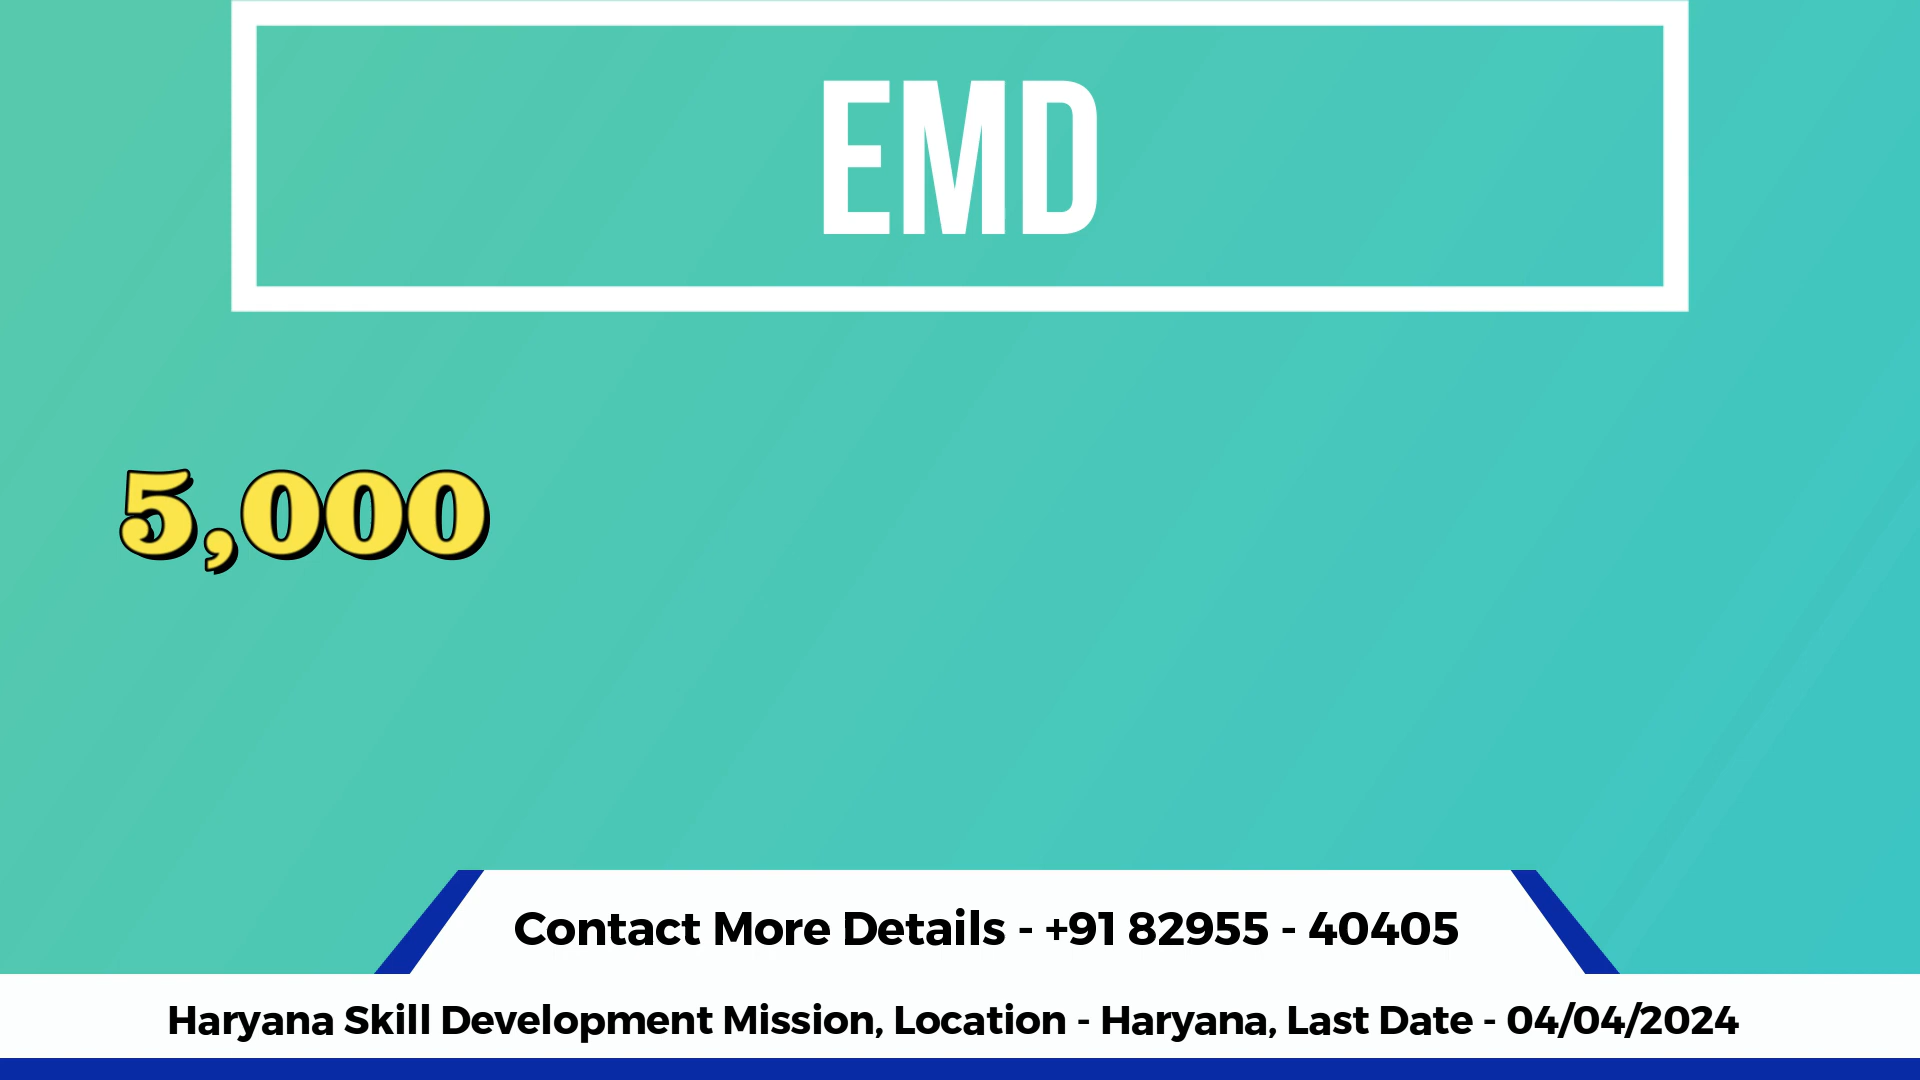 EMD
5,000
Contact More Details - +91 82955 - 40405
Haryana Skill Development Mission, Location - Haryana, Last Date - 04/04/2024